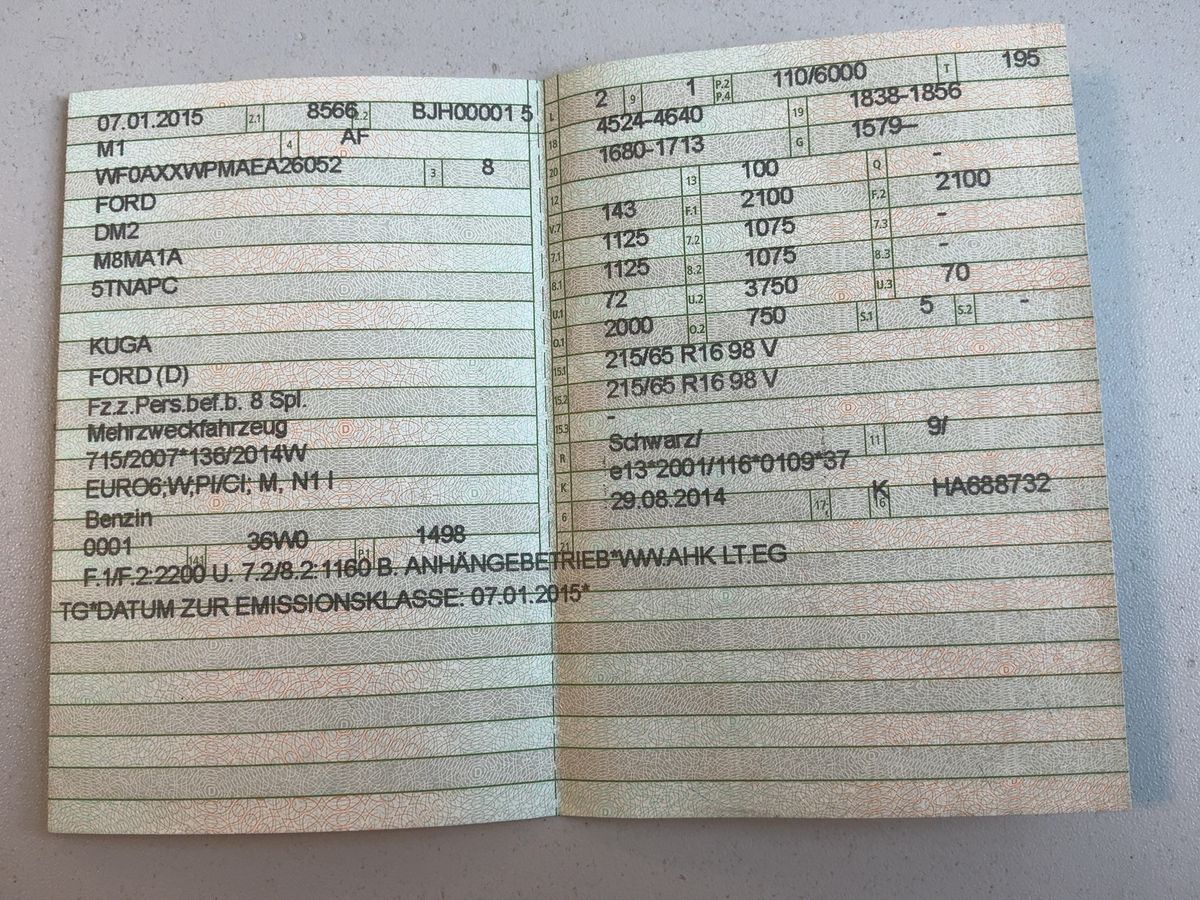 07.01.2015 2.1 8566 2.2 BJH00001 5
M1 4 AF
WF0AXXWPMAEA26052 3 8
FORD
DM2
M8MA1A
5TNAPC
KUGA
FORD (D)
Fz.z.Pers.bef.b. 8 Spl.
Mehrzweckfahrzeug
715/2007*136/2014W
EURO6;W,PI/CI; M, N1 I
Benzin
0001 14.1 36W0 P.1 1498
L 2 9 1 P.2 P.4 110/6000 T 195
18 4524-4640 19 1838-1856
20 1680-1713 G 1579–
12 13 100 Q -
V.7 143 F.1 2100 F.2 2100
7.1 1125 7.2 1075 7.3 -
8.1 1125 8.2 1075 8.3 -
U.1 72 U.2 3750 U.3 70
O.1 2000 O.2 750 S.1 5 S.2 -
15.1 215/65 R16 98 V
15.2 215/65 R16 98 V
15.3 -
R Schwarz/ 11 9/
K e13*2001/116*0109*37
6 29.08.2014 17 K 16 HA688732
21
F.1/F.2:2200 U. 7.2/8.2:1160 B. ANHÄNGEBETRIEB*WW.AHK LT.EG
TG*DATUM ZUR EMISSIONSKLASSE: 07.01.2015*